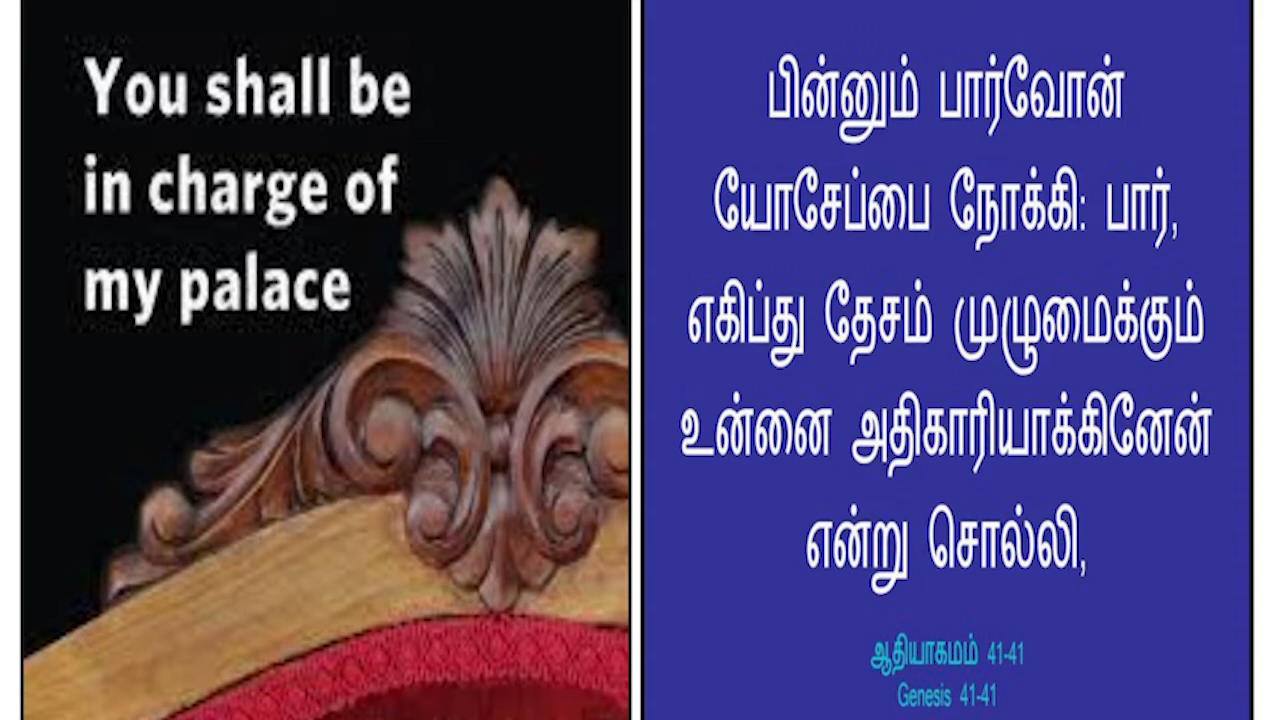 You shall be
in charge of
my palace
பின்னும் பார்வோன்
யோசேப்பை நோக்கி: பார்,
எகிப்து தேசம் முழுமைக்கும்
உன்னை அதிகாரியாக்கினேன்
என்று சொல்லி,
ஆதியாகமம் 41-41
Genesis 41-41